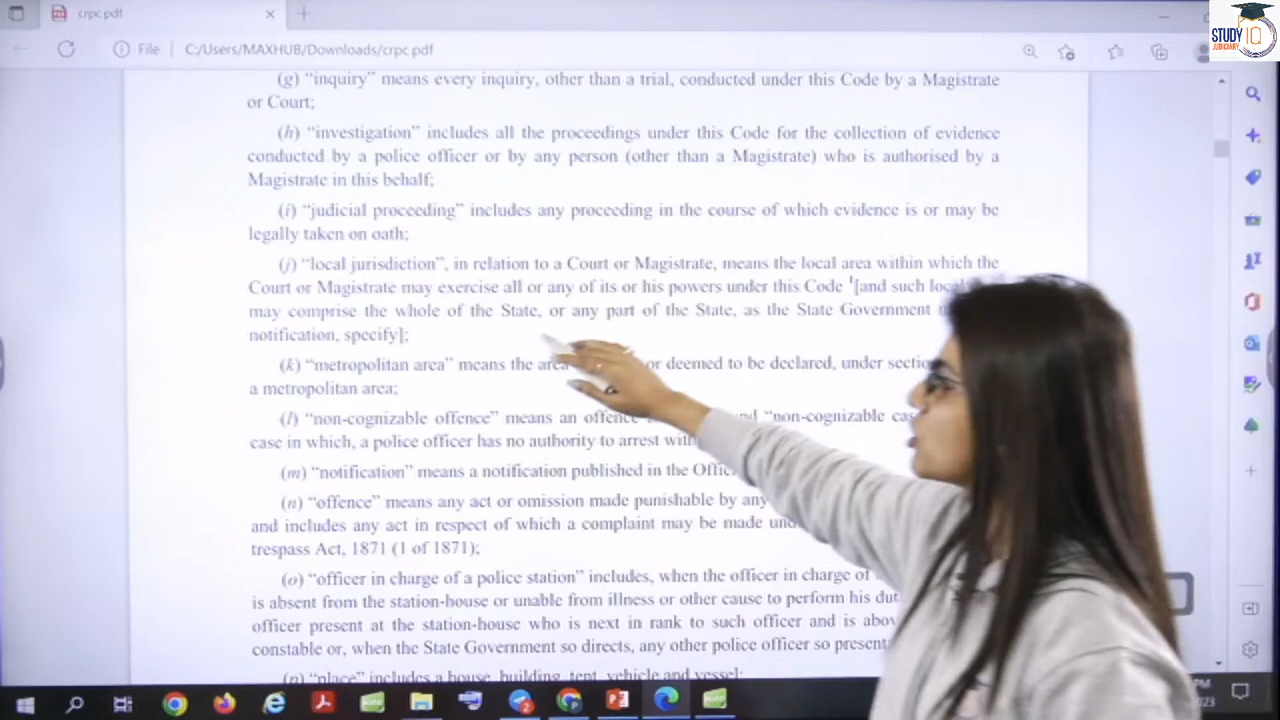 crpc.pdf
File
C:/Users/MAXHUB/Downloads/crpc.pdf
STUDY IQ
JUDICIARY
(g) “inquiry” means every inquiry, other than a trial, conducted under this Code by a Magistrate
or Court;
(h) “investigation” includes all the proceedings under this Code for the collection of evidence
conducted by a police officer or by any person (other than a Magistrate) who is authorised by a
Magistrate in this behalf;
(i) “judicial proceeding” includes any proceeding in the course of which evidence is or may be
legally taken on oath;
(j) “local jurisdiction”, in relation to a Court or Magistrate, means the local area within which the
Court or Magistrate may exercise all or any of its or his powers under this Code 1[and such local
may comprise the whole of the State, or any part of the State, as the State Government
notification, specify];
(k) “metropolitan area” means the area or deemed to be declared, under
a metropolitan area;
(l) “non-cognizable offence” means an offence “non-cognizable
case in which, a police officer has no authority to arrest
(m) “notification” means a notification published in the
(n) “offence” means any act or omission made punishable by any
and includes any act in respect of which a complaint may be made
trespass Act, 1871 (1 of 1871);
(o) “officer in charge of a police station” includes, when the officer in charge of
is absent from the station-house or unable from illness or other cause to perform his
officer present at the station-house who is next in rank to such officer and is
constable or, when the State Government so directs, any other police officer so
(p) “place” includes a house, building, tent, vehicle and vessel;